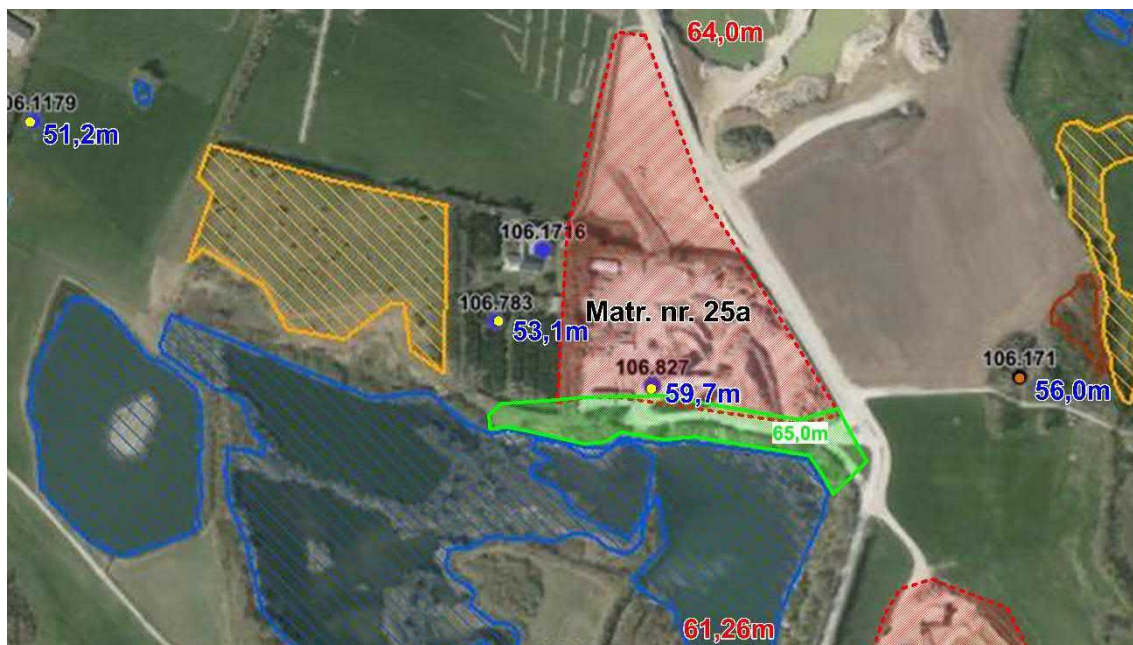 64,0m
06.1179
51,2m
106.1716
106.783
53,1m
Matr. nr. 25a
106.827
59,7m
106.171
56,0m
65,0m
61,26m